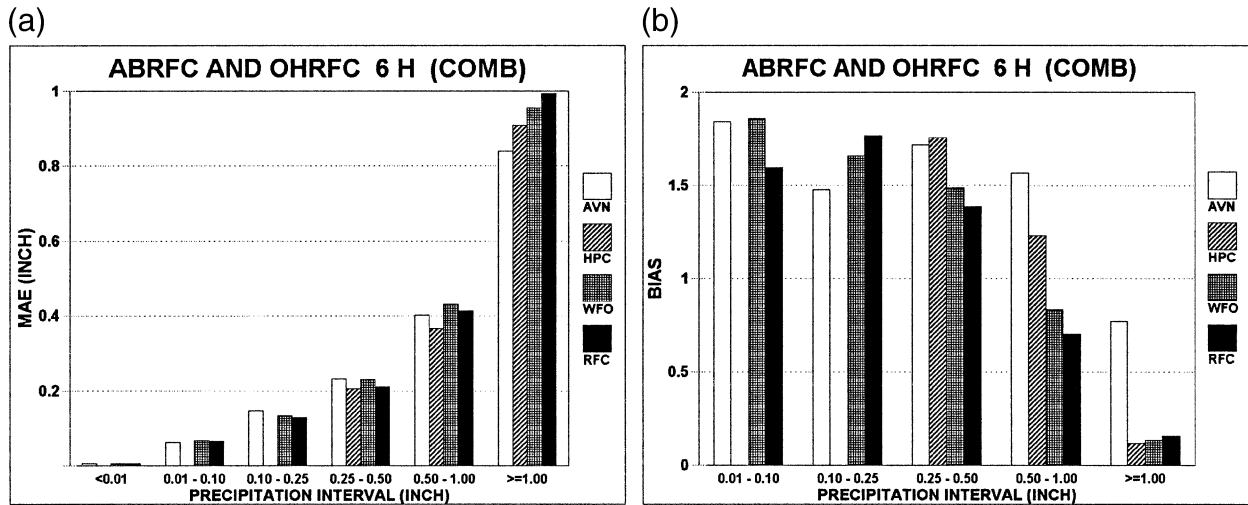 (a)
ABRFC AND OHRFC 6 H (COMB)
MAE (INCH)
1
0.8
0.6
0.4
0.2
<0.01
0.01 - 0.10
0.10 - 0.25
0.25 - 0.50
0.50 - 1.00
>=1.00
PRECIPITATION INTERVAL (INCH)
AVN
HPC
WFO
RFC
(b)
ABRFC AND OHRFC 6 H (COMB)
BIAS
2
1.5
1
0.5
0
0.01 - 0.10
0.10 - 0.25
0.25 - 0.50
0.50 - 1.00
>=1.00
PRECIPITATION INTERVAL (INCH)
AVN
HPC
WFO
RFC